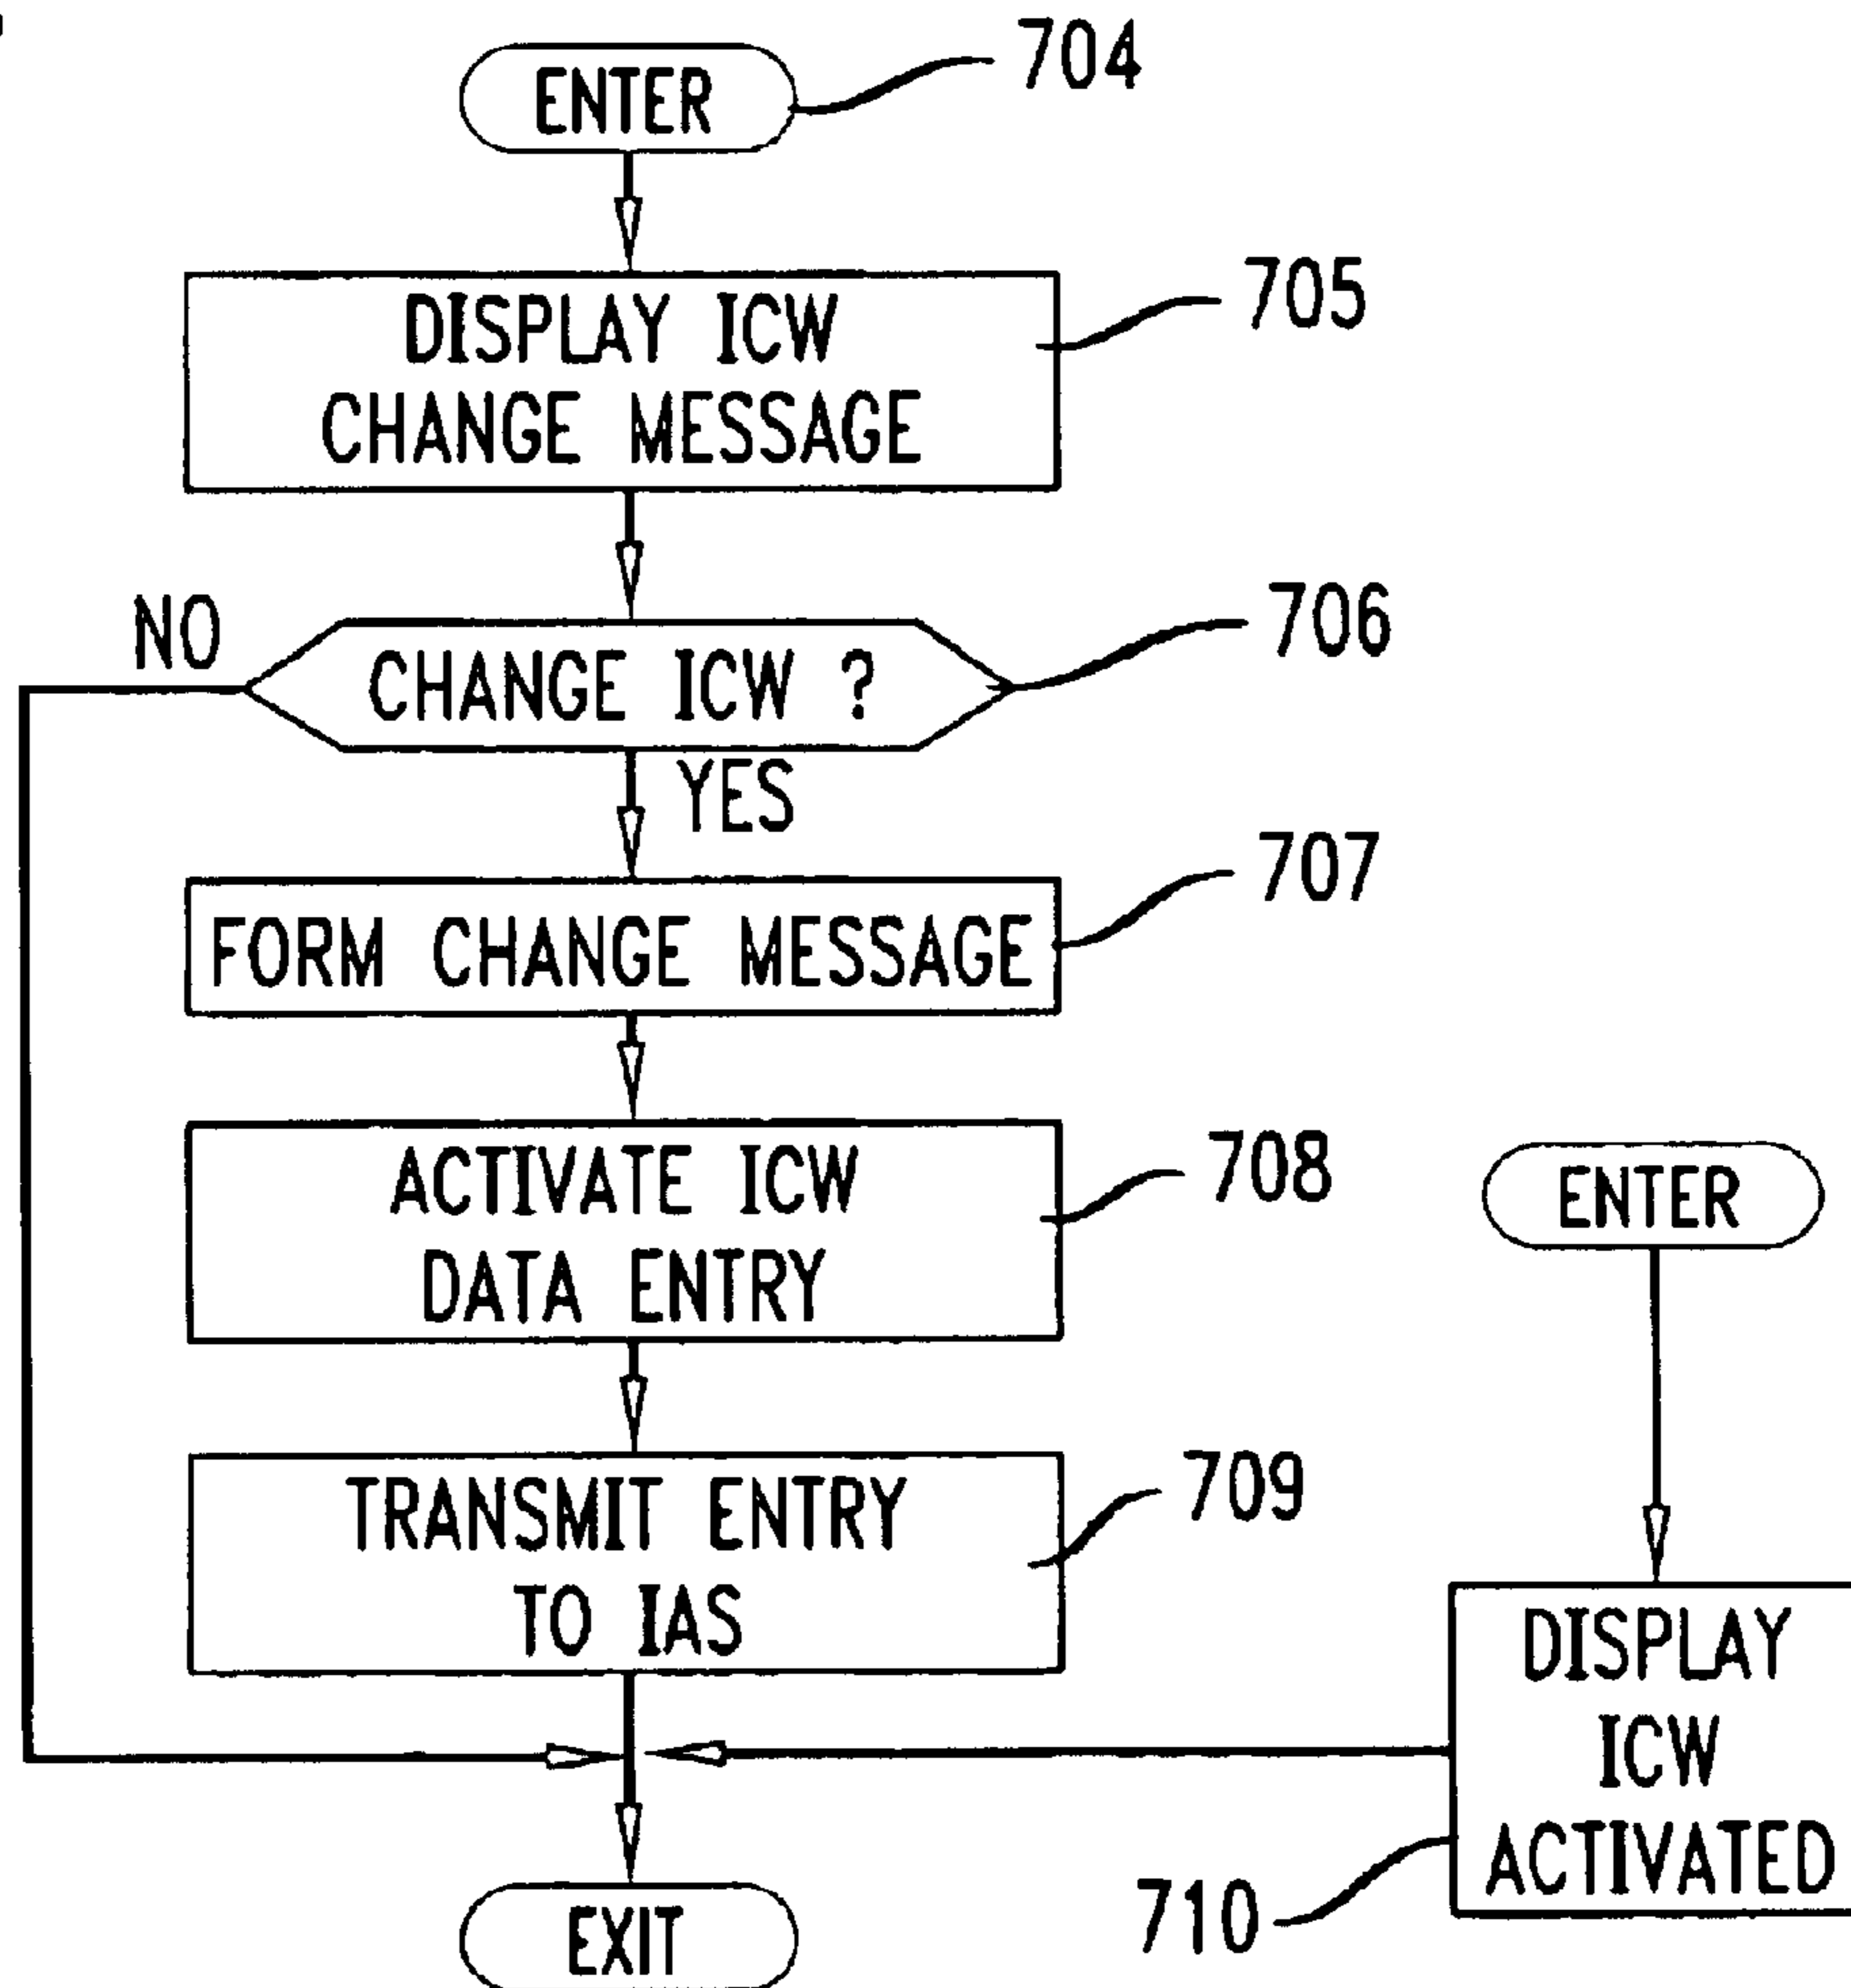 ENTER
704
DISPLAY ICW
CHANGE MESSAGE
705
NO
CHANGE ICW ?
706
YES
FORM CHANGE MESSAGE
707
ACTIVATE ICW
DATA ENTRY
708
ENTER
TRANSMIT ENTRY
TO IAS
709
DISPLAY
ICW
ACTIVATED
710
EXIT